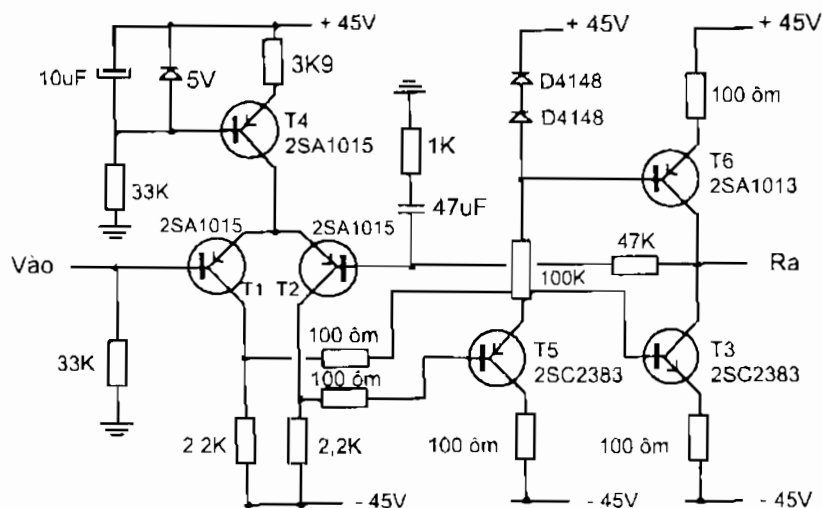 + 45V
+ 45V
+ 45V
10uF
5V
3K9
D4148
D4148
100 ôm
T4
2SA1015
1K
T6
2SA1013
33K
47uF
2SA1015
2SA1015
47K
Vào
Ra
T1
T2
100K
100 ôm
T5
2SC2383
T3
2SC2383
33K
100 ôm
2 2K
2,2K
100 ôm
100 ôm
- 45V
- 45V
- 45V